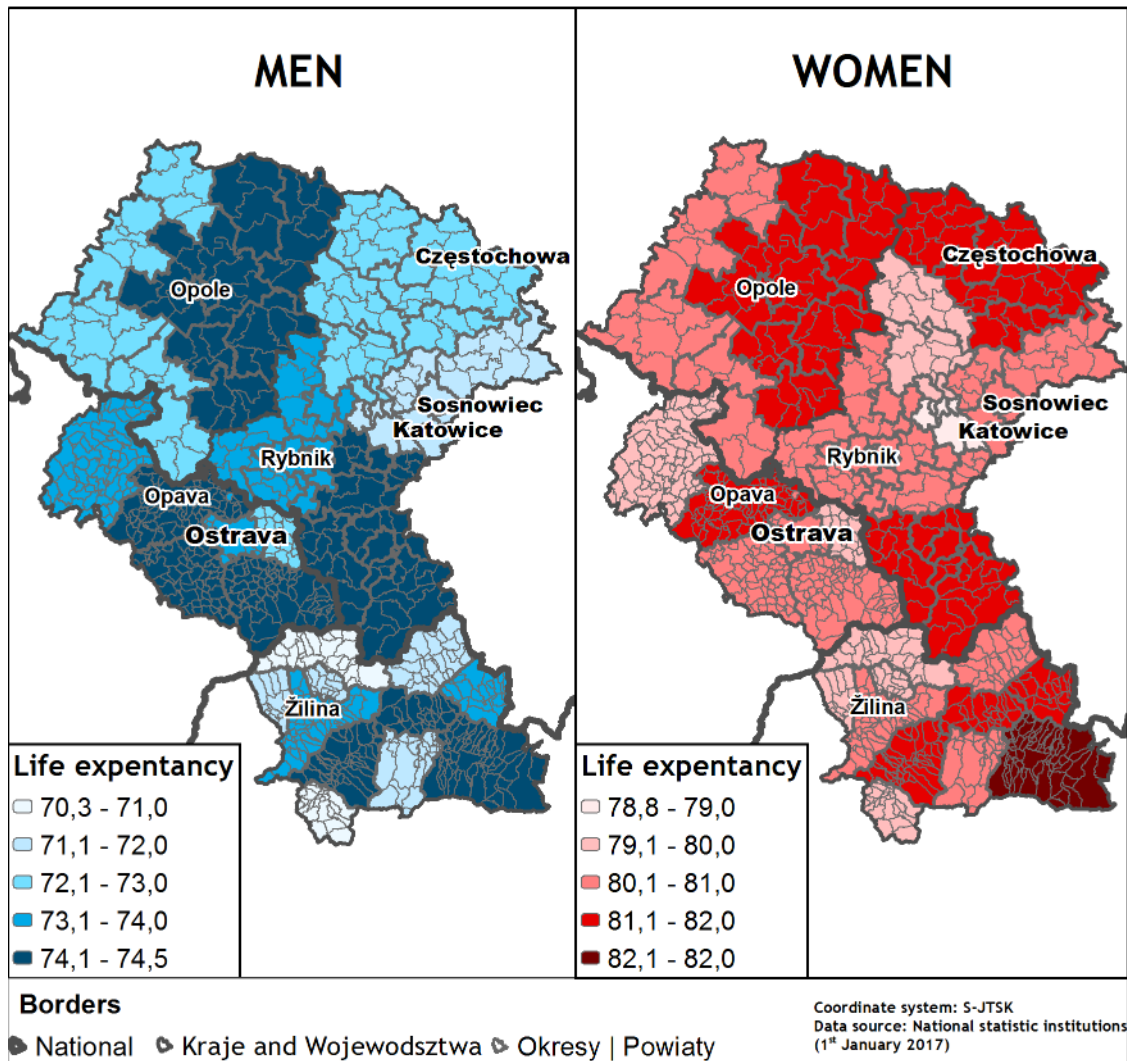 MEN
Częstochowa
Opole
Sosnowiec
Katowice
Rybnik
Opava
Ostrava
Žilina
Life expentancy
70,3 - 71,0
71,1 - 72,0
72,1 - 73,0
73,1 - 74,0
74,1 - 74,5
WOMEN
Częstochowa
Opole
Sosnowiec
Katowice
Rybnik
Opava
Ostrava
Žilina
Life expentancy
78,8 - 79,0
79,1 - 80,0
80,1 - 81,0
81,1 - 82,0
82,1 - 82,0
Borders
National Kraje and Wojewodsztwa Okresy | Powiaty
Coordinate system: S-JTSK
Data source: National statistic institutions
(1st January 2017)